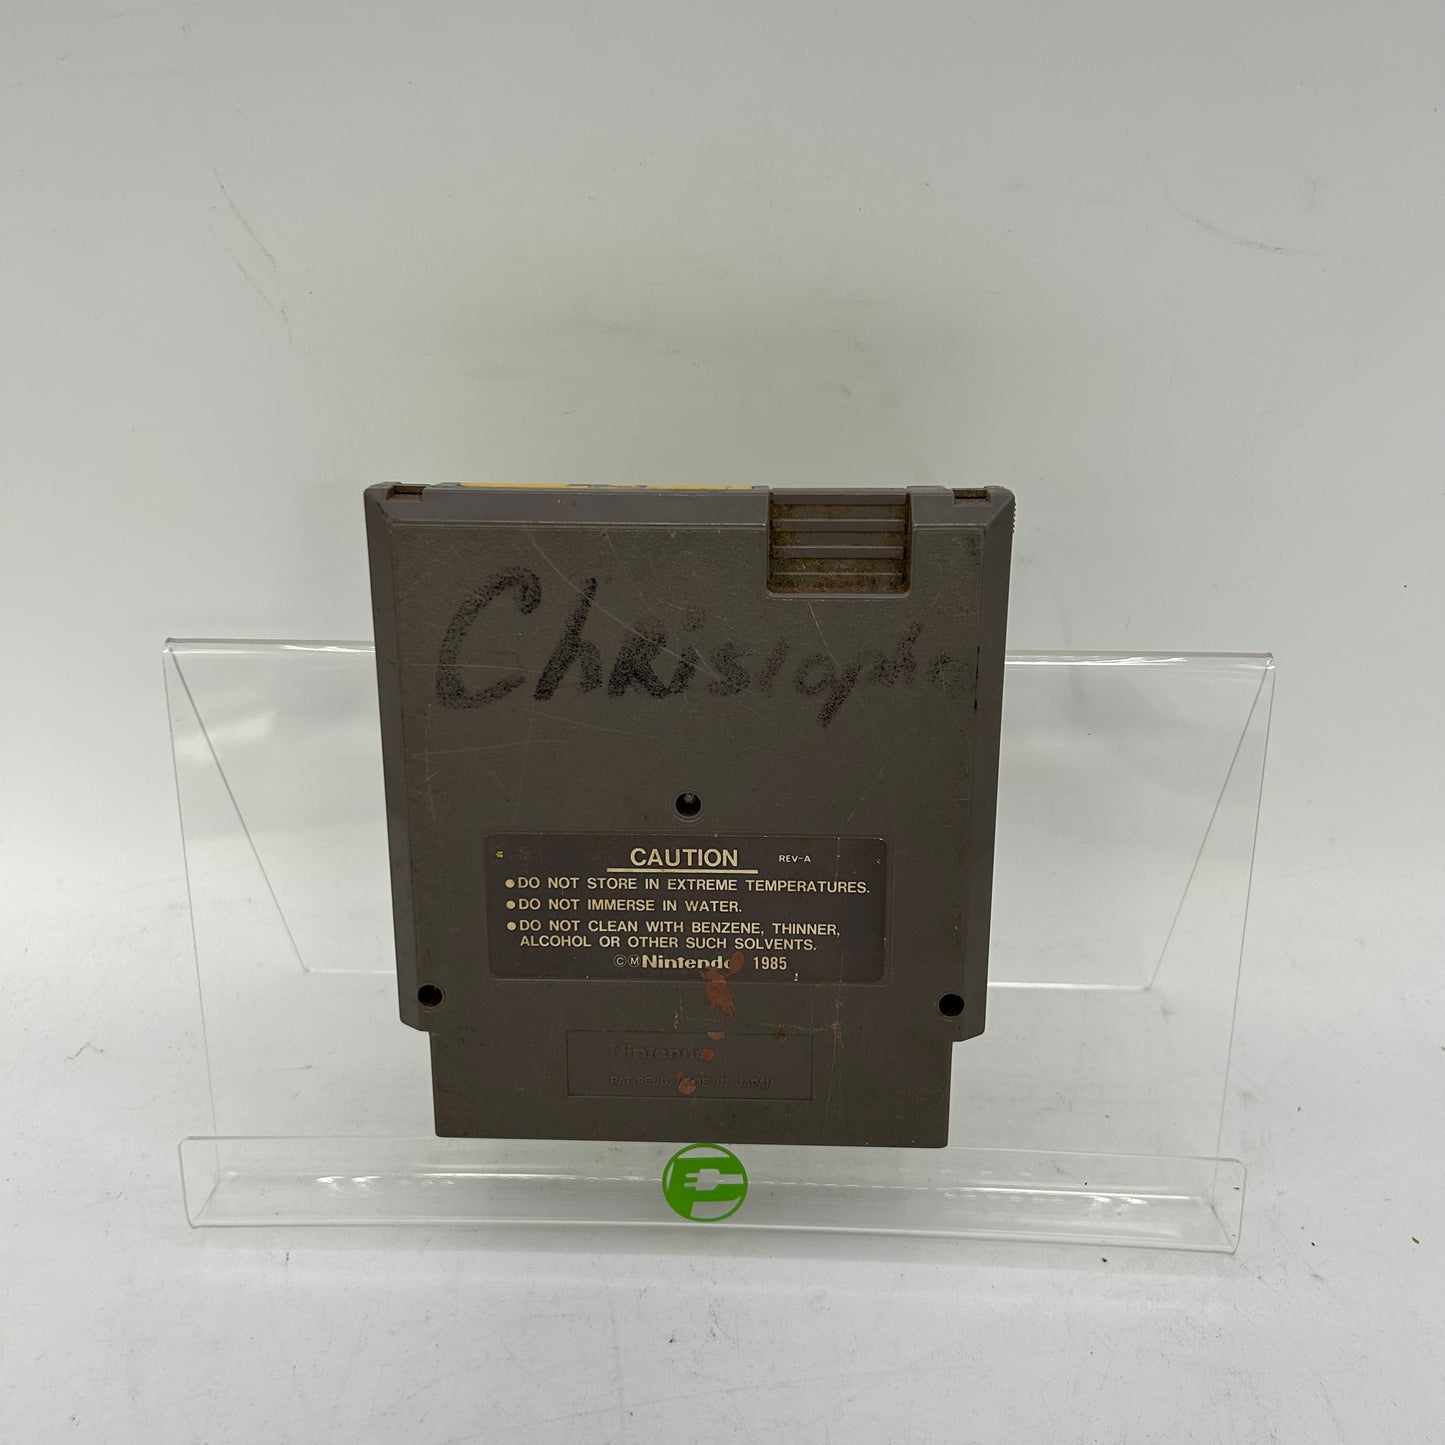 CAUTION REV-A
●DO NOT STORE IN EXTREME TEMPERATURES.
●DO NOT IMMERSE IN WATER.
●DO NOT CLEAN WITH BENZENE, THINNER,
ALCOHOL OR OTHER SUCH SOLVENTS.
©Ⓜ Nintendo 1985
Nintendo
PAT.PEND. MADE IN JAPAN